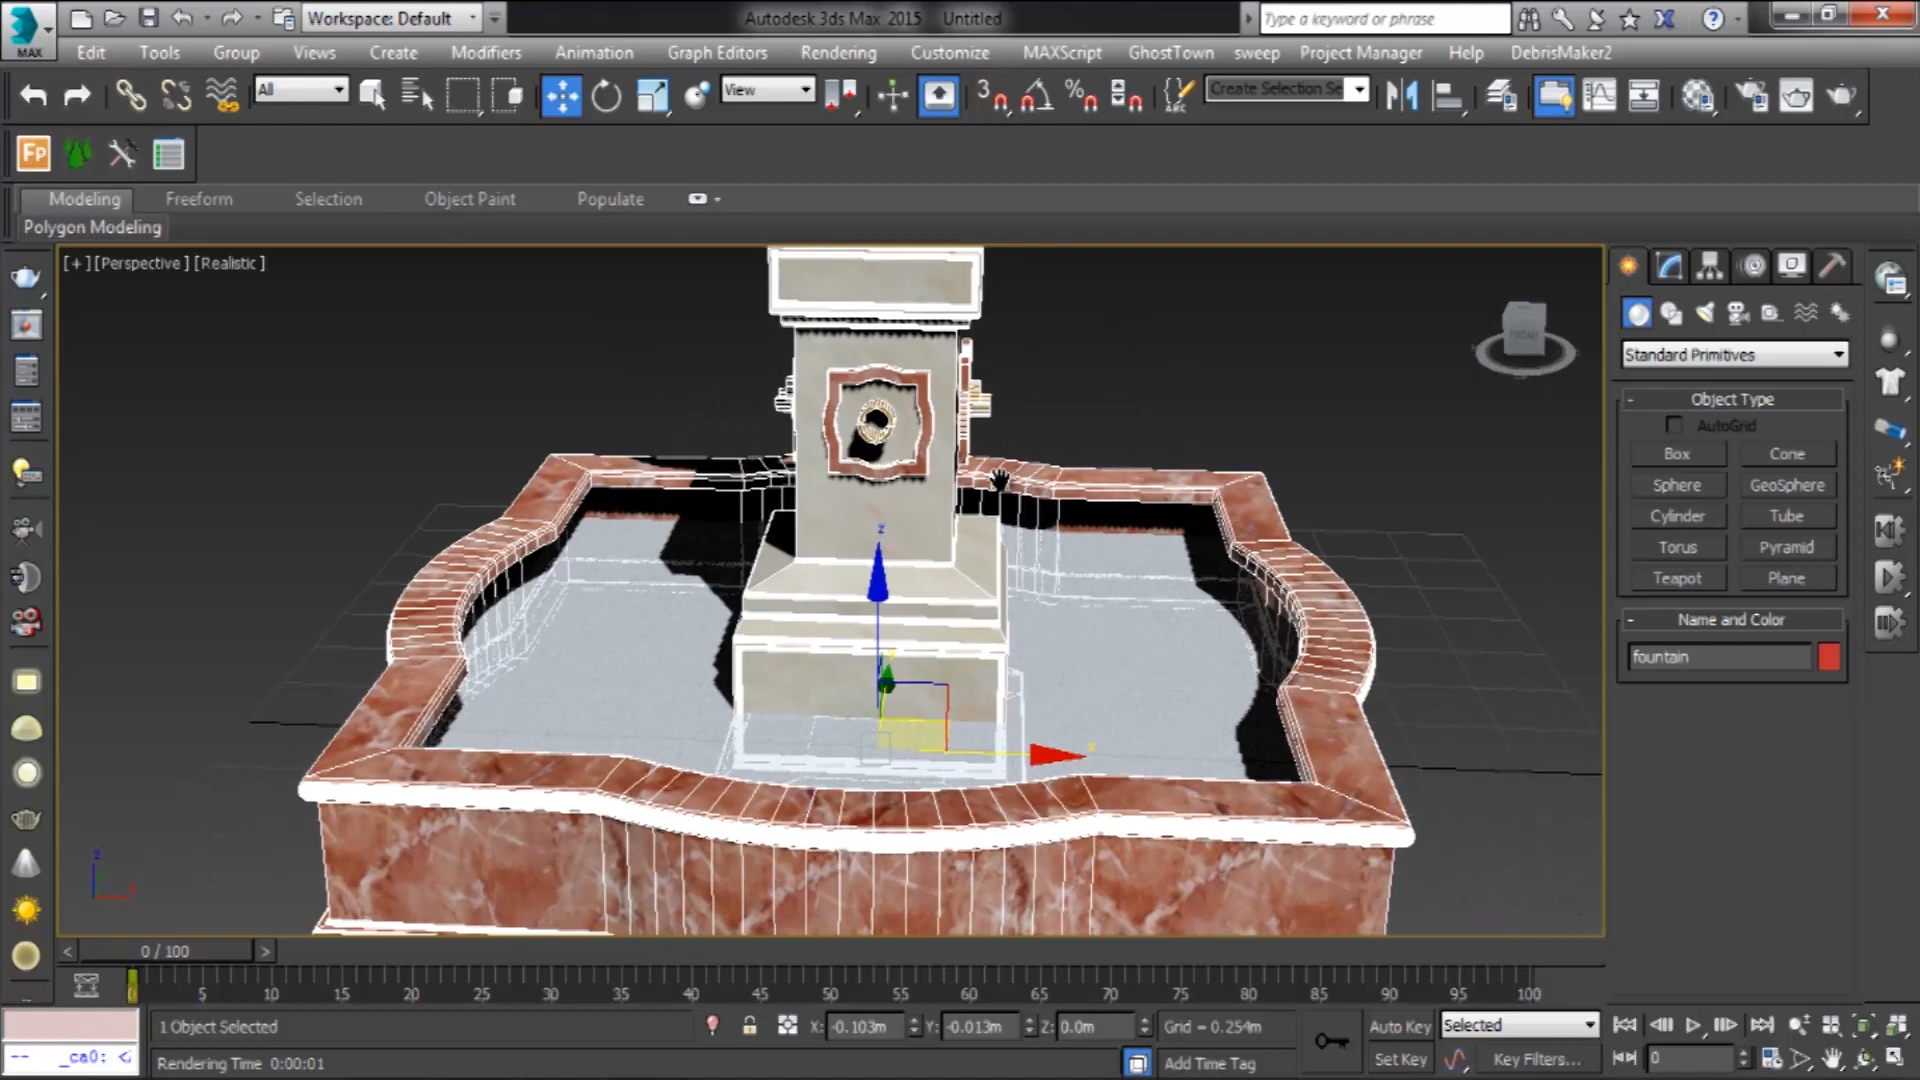 Workspace: Default
Autodesk 3ds Max 2015 Untitled
Type a keyword or phrase
MAX
Edit Tools Group Views Create Modifiers Animation Graph Editors Rendering Customize MAXScript GhostTown sweep Project Manager Help DebrisMaker2
All
View
3
%
ABC
Create Selection Se
Fp
Modeling Freeform Selection Object Paint Populate
Polygon Modeling
[ + ] [Perspective ] [Realistic ]
FRONT
Standard Primitives
- Object Type
AutoGrid
Box Cone
Sphere GeoSphere
Cylinder Tube
Torus Pyramid
Teapot Plane
- Name and Color
fountain
z
x
z
< 0 / 100 >
0 5 10 15 20 25 30 35 40 45 50 55 60 65 70 75 80 85 90 95 100
1 Object Selected X: -0.103m Y: -0.013m Z: 0.0m Grid = 0.254m Auto Key Selected
-- _ca0: <
Rendering Time 0:00:01 Add Time Tag Set Key Key Filters... 0